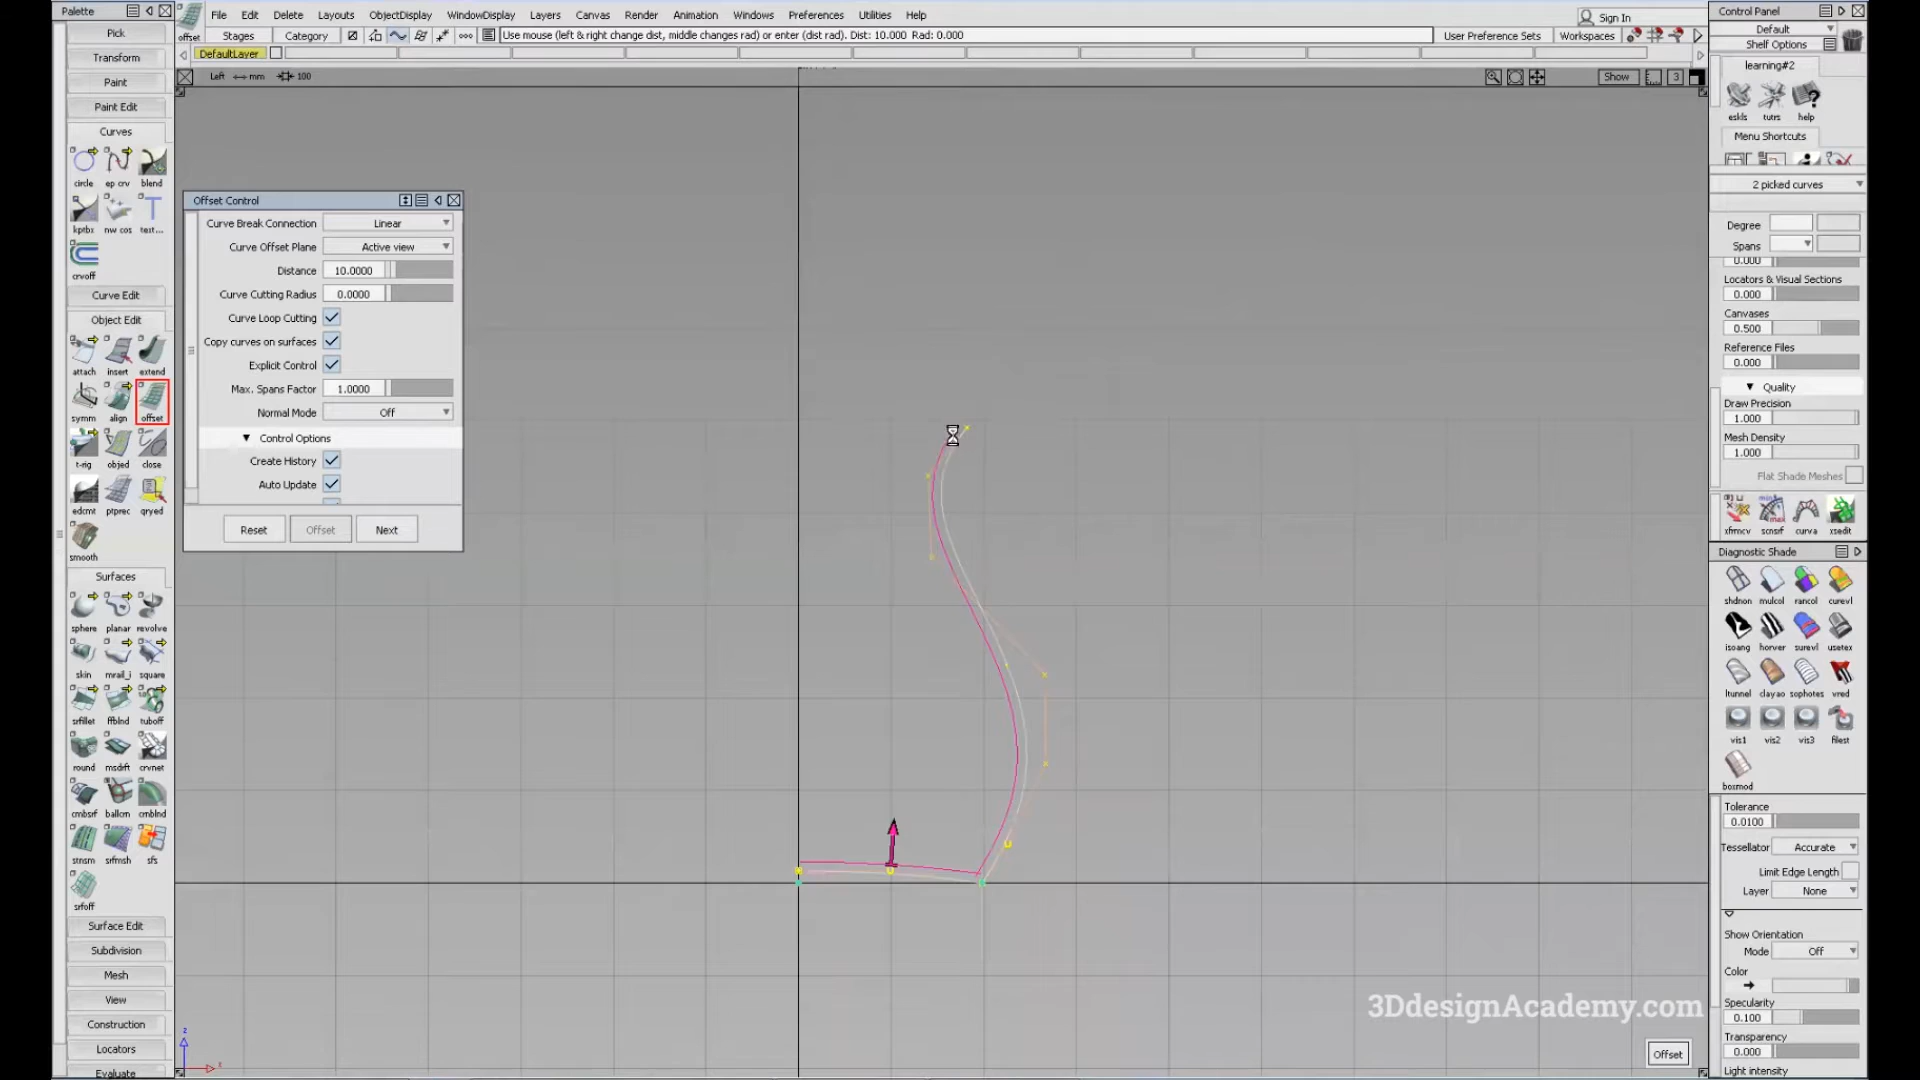 Palette
File Edit Delete Layouts ObjectDisplay WindowDisplay Layers Canvas Render Animation Windows Preferences Utilities Help
Sign In
Control Panel
offset
Stages Category
Use mouse (left & right change dist, middle changes rad) or enter (dist rad). Dist: 10.000 Rad: 0.000
User Preference Sets Workspaces
DefaultLayer
Left mm 100
Show 3
Pick
Transform
Paint
Paint Edit
Curves
circle ep crv blend
kptbx nw cos text...
crvoff
Curve Edit
Object Edit
attach insert extend
symm align offset
t-rig objed close
edcmt ptprec qryed
smooth
Surfaces
sphere planar revolve
skin mrail_i square
srfillet ffblnd tuboff
round msdrft crvnet
cmbsrf ballcrn cmblnd
stnsm srfmsh sfs
srfoff
Surface Edit
Subdivision
Mesh
View
Construction
Locators
Evaluate
Offset Control
Curve Break Connection Linear
Curve Offset Plane Active view
Distance 10.0000
Curve Cutting Radius 0.0000
Curve Loop Cutting
Copy curves on surfaces
Explicit Control
Max. Spans Factor 1.0000
Normal Mode Off
Control Options
Create History
Auto Update
Reset Offset Next
z
3DdesignAcademy.com
Offset
Default
Shelf Options
learning#2
eskls tutrs help
Menu Shortcuts
2 picked curves
Degree
Spans
0.000
Locators & Visual Sections
0.000
Canvases
0.500
Reference Files
0.000
Quality
Draw Precision
1.000
Mesh Density
1.000
Flat Shade Meshes
xfrmcv scnsrf curva xsedit
Diagnostic Shade
shdnon mulcol rancol curevl
isoang horver surevl usetex
ltunnel clayao sophotes vred
vis1 vis2 vis3 filest
boxmod
Tolerance
0.0100
Tessellator Accurate
Limit Edge Length
Layer None
Show Orientation
Mode Off
Color
Specularity
0.100
Transparency
0.000
Light intensity